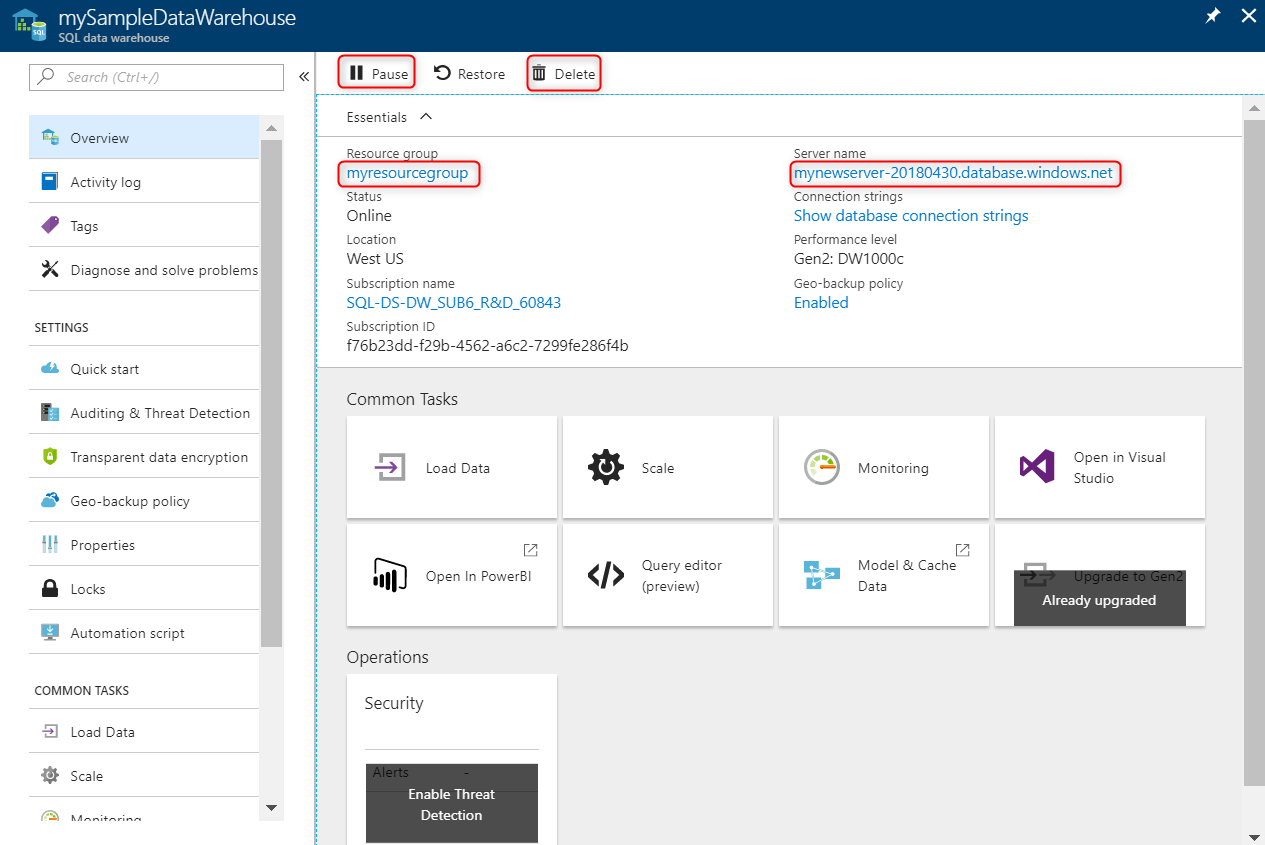 mySampleDataWarehouse
SQL data warehouse
Search (Ctrl+/)
Overview
Activity log
Tags
Diagnose and solve problems
SETTINGS
Quick start
Auditing & Threat Detection
Transparent data encryption
Geo-backup policy
Properties
Locks
Automation script
COMMON TASKS
Load Data
Scale
Monitoring
Pause
Restore
Delete
Essentials
Resource group
myresourcegroup
Status
Online
Location
West US
Subscription name
SQL-DS-DW_SUB6_R&D_60843
Subscription ID
f76b23dd-f29b-4562-a6c2-7299fe286f4b
Server name
mynewserver-20180430.database.windows.net
Connection strings
Show database connection strings
Performance level
Gen2: DW1000c
Geo-backup policy
Enabled
Common Tasks
Load Data
Scale
Monitoring
Open in Visual
Studio
Open In PowerBI
Query editor
(preview)
Model & Cache
Data
Upgrade to Gen2
Already upgraded
Operations
Security
Alerts -
Enable Threat
Detection